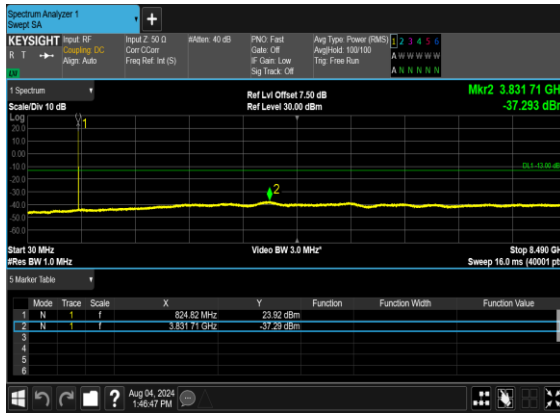 Spectrum Analyzer 1
Swept SA
+
KEYSIGHT Input: RF Input Z: 50 Ω #Atten: 40 dB PNO: Fast Avg Type: Power (RMS) 1 2 3 4 5 6
R T Coupling: DC Corr CCorr Gate: Off Avg|Hold: 100/100 A W W W W W
Align: Auto Freq Ref: Int (S) IF Gain: Low Trig: Free Run
LW Sig Track: Off A N N N N N
1 Spectrum Ref Lvl Offset 7.50 dB Mkr2 3.831 71 GHz
Scale/Div 10 dB Ref Level 30.00 dBm -37.293 dBm
Log
20.0
10.0
0.00
-10.0
-20.0
-30.0
-40.0
-50.0
-60.0
1
DL1 -13.00 dBm
2
Start 30 MHz Video BW 3.0 MHz* Stop 8.490 GHz
#Res BW 1.0 MHz Sweep 16.0 ms (40001 pts)
5 Marker Table
Mode Trace Scale X Y Function Function Width Function Value
1 N 1 f 824.82 MHz 23.92 dBm
2 N 1 f 3.831 71 GHz -37.29 dBm
3
4
5
6
? Aug 04, 2024
1:46:47 PM